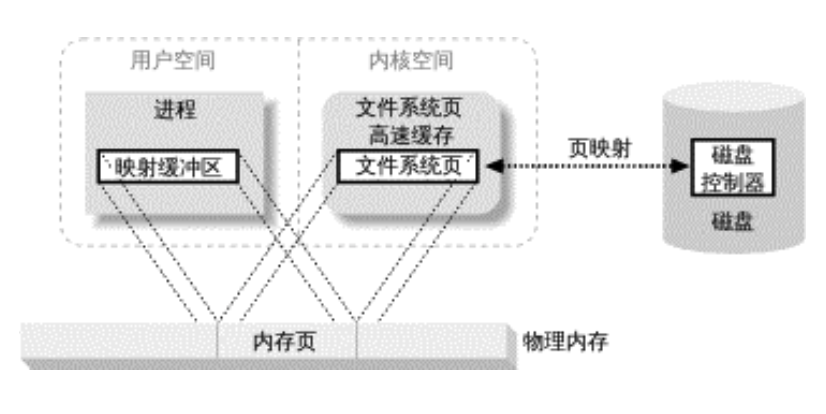 用户空间
内核空间
进程
映射缓冲区
文件系统页
高速缓存
文件系统页
页映射
磁盘
控制器
磁盘
内存页
物理内存